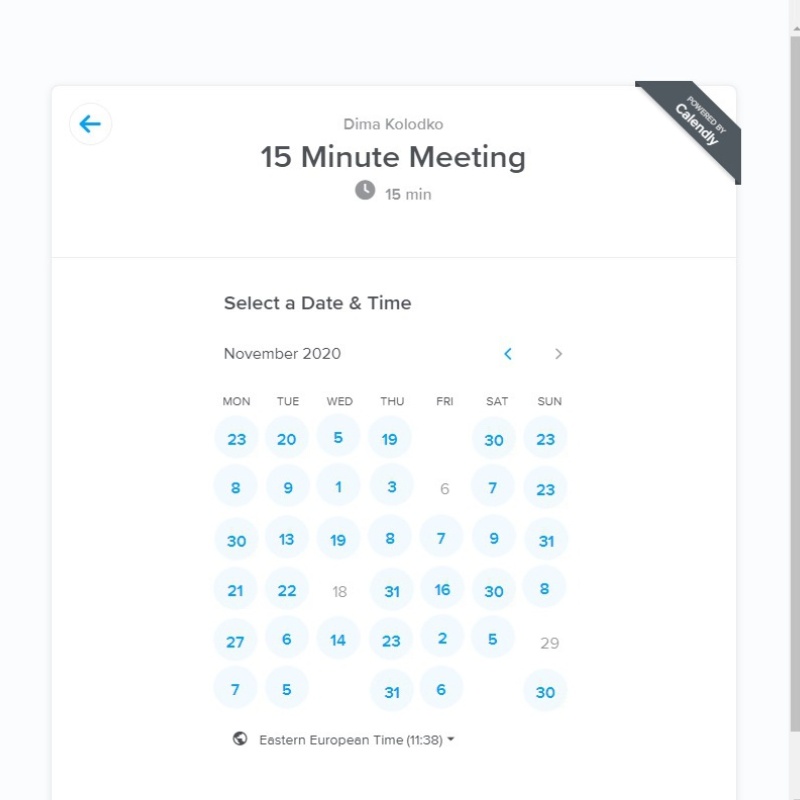 POWERED BY
Calendly
Dima Kolodko
15 Minute Meeting
15 min
Select a Date & Time
November 2020
MON TUE WED THU FRI SAT SUN
23 20 5 19 30 23
8 9 1 3 6 7 23
30 13 19 8 7 9 31
21 22 18 31 16 30 8
27 6 14 23 2 5 29
7 5 31 6 30
Eastern European Time (11:38)